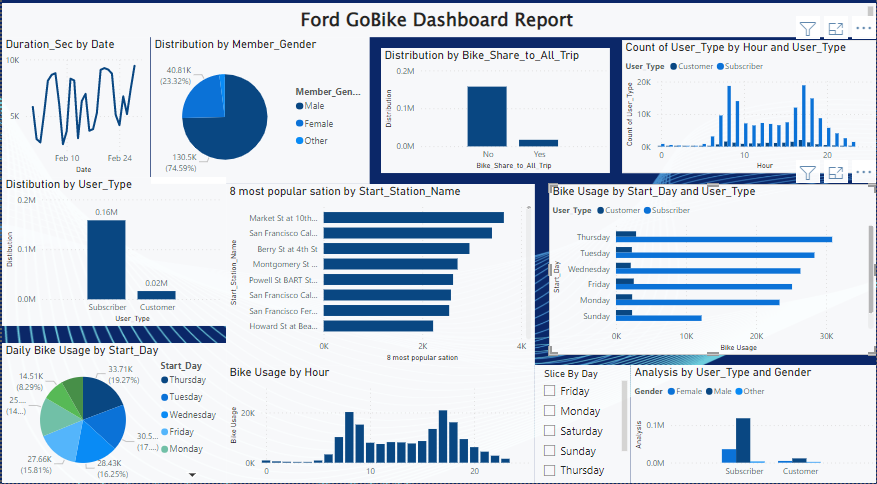 Ford GoBike Dashboard Report
Duration_Sec by Date
10K
5K
Feb 10
Feb 24
Date
Distribution by Member_Gender
40.81K
(23.32%)
130.5K
(74.59%)
Member_Gen...
Male
Female
Other
Distribution by Bike_Share_to_All_Trip
Distribution
0.2M
0.1M
0.0M
No
Yes
Bike_Share_to_All_Trip
Count of User_Type by Hour and User_Type
User_Type
Customer
Subscriber
Count of User_Type
20K
10K
0K
0
10
20
Hour
Distibution by User_Type
Distibution
0.2M
0.1M
0.0M
0.16M
0.02M
Subscriber
Customer
User_Type
8 most popular sation by Start_Station_Name
Start_Station_Name
Market St at 10th...
San Francisco Cal...
Berry St at 4th St
Montgomery St ...
Powell St BART St...
San Francisco Cal...
San Francisco Fer...
Howard St at Bea...
0K
2K
4K
8 most popular sation
Bike Usage by Start_Day and User_Type
User_Type
Customer
Subscriber
Start_Day
Thursday
Tuesday
Wednesday
Friday
Monday
Sunday
0K
10K
20K
30K
Bike Usage
Daily Bike Usage by Start_Day
33.71K
(19.27%)
30.5...
(17....)
28.43K
(16.25%)
27.66K
(15.81%)
25....
(14...)
14.51K
(8.29%)
Start_Day
Thursday
Tuesday
Wednesday
Friday
Monday
Bike Usage by Hour
Bike Usage
20K
0K
0
10
20
Slice By Day
Friday
Monday
Saturday
Sunday
Thursday
Analysis by User_Type and Gender
Gender
Female
Male
Other
Analysis
0.1M
0.0M
Subscriber
Customer